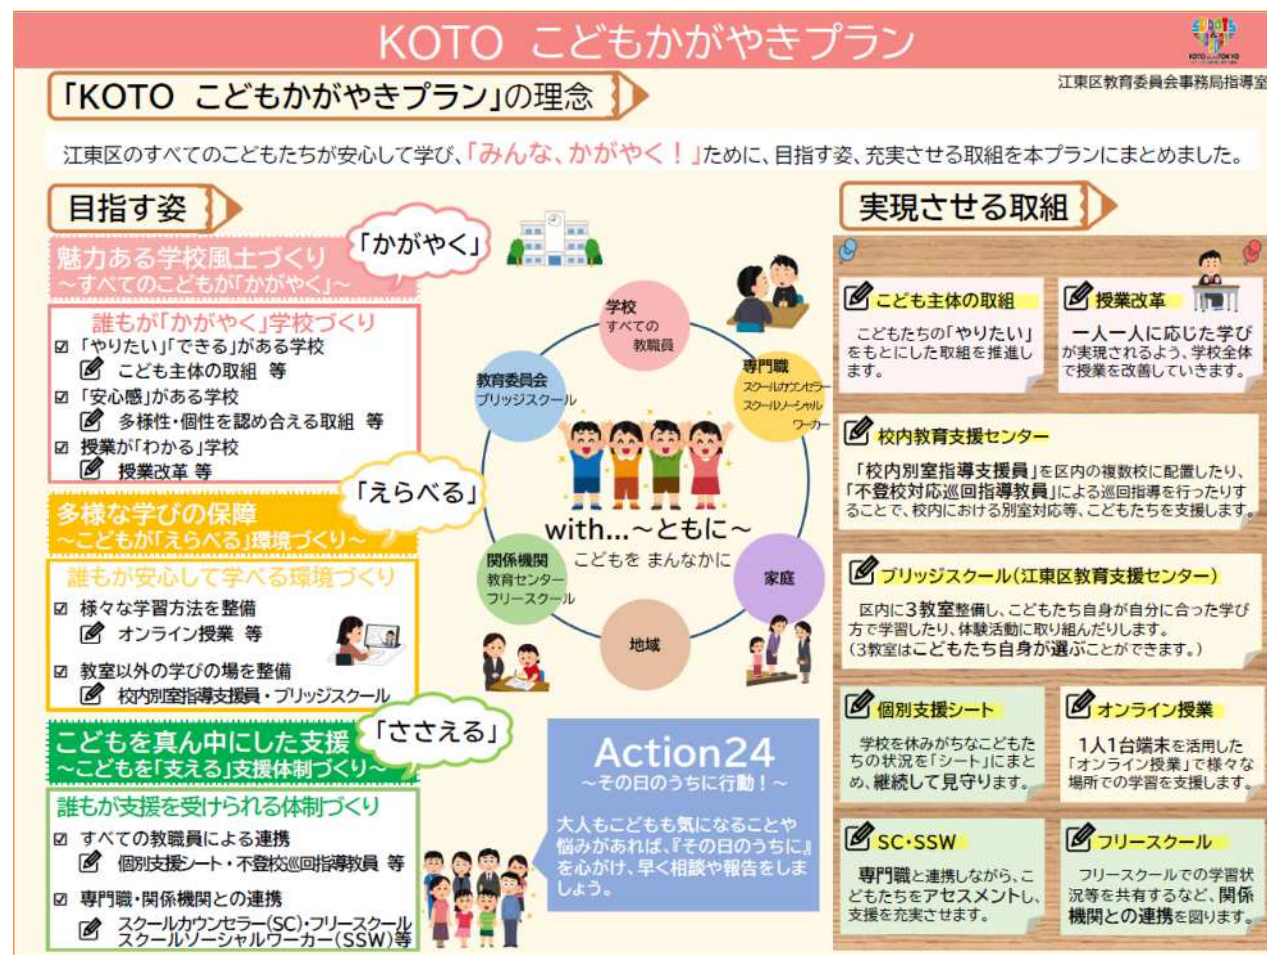 KOTO こどもかがやきプラン
江東区教育委員会事務局指導室
「KOTO こどもかがやきプラン」の理念
江東区のすべてのこどもたちが安心して学び、「みんな、かがやく！」ために、目指す姿、充実させる取組を本プランにまとめました。
目指す姿
「かがやく」
魅力ある学校風土づくり
～すべてのこどもが「かがやく」～
誰もが「かがやく」学校づくり
☑ 「やりたい」「できる」がある学校
こども主体の取組 等
☑ 「安心感」がある学校
多様性・個性を認め合える取組 等
☑ 授業が「わかる」学校
授業改革 等
「えらべる」
多様な学びの保障
～こどもが「えらべる」環境づくり～
誰もが安心して学べる環境づくり
☑ 様々な学習方法を整備
オンライン授業 等
☑ 教室以外の学びの場を整備
校内別室指導支援員・ブリッジスクール
「ささえる」
こどもを真ん中にした支援
～こどもを「支える」支援体制づくり～
誰もが支援を受けられる体制づくり
☑ すべての教職員による連携
個別支援シート・不登校巡回指導教員 等
☑ 専門職・関係機関との連携
スクールカウンセラー(SC)・フリースクール
スクールソーシャルワーカー(SSW)等
学校
すべての
教職員
教育委員会
ブリッジスクール
専門職
スクールカウンセラー
スクールソーシャル
ワーカー
with...～ともに～
こどもを まんなかに
関係機関
教育センター
フリースクール
家庭
地域
Action24
～その日のうちに行動！～
大人もこどもも気になることや
悩みがあれば、『その日のうちに』
を心がけ、早く相談や報告をしま
しょう。
実現させる取組
こども主体の取組
こどもたちの「やりたい」
をもとにした取組を推進し
ます。
授業改革
一人一人に応じた学び
が実現されるよう、学校全体
で授業を改善していきます。
校内教育支援センター
「校内別室指導支援員」を区内の複数校に配置したり、
「不登校対応巡回指導教員」による巡回指導を行ったりす
ることで、校内における別室対応等、こどもたちを支援します。
ブリッジスクール(江東区教育支援センター)
区内に3教室整備し、こどもたち自身が自分に合った学び
方で学習したり、体験活動に取り組んだりします。
(3教室はこどもたち自身が選ぶことができます。)
個別支援シート
学校を休みがちなこどもた
ちの状況を「シート」にまと
め、継続して見守ります。
オンライン授業
1人1台端末を活用した
「オンライン授業」で様々な
場所での学習を支援します。
SC・SSW
専門職と連携しながら、こ
どもたちをアセスメントし、
支援を充実させます。
フリースクール
フリースクールでの学習状
況等を共有するなど、関係
機関との連携を図ります。